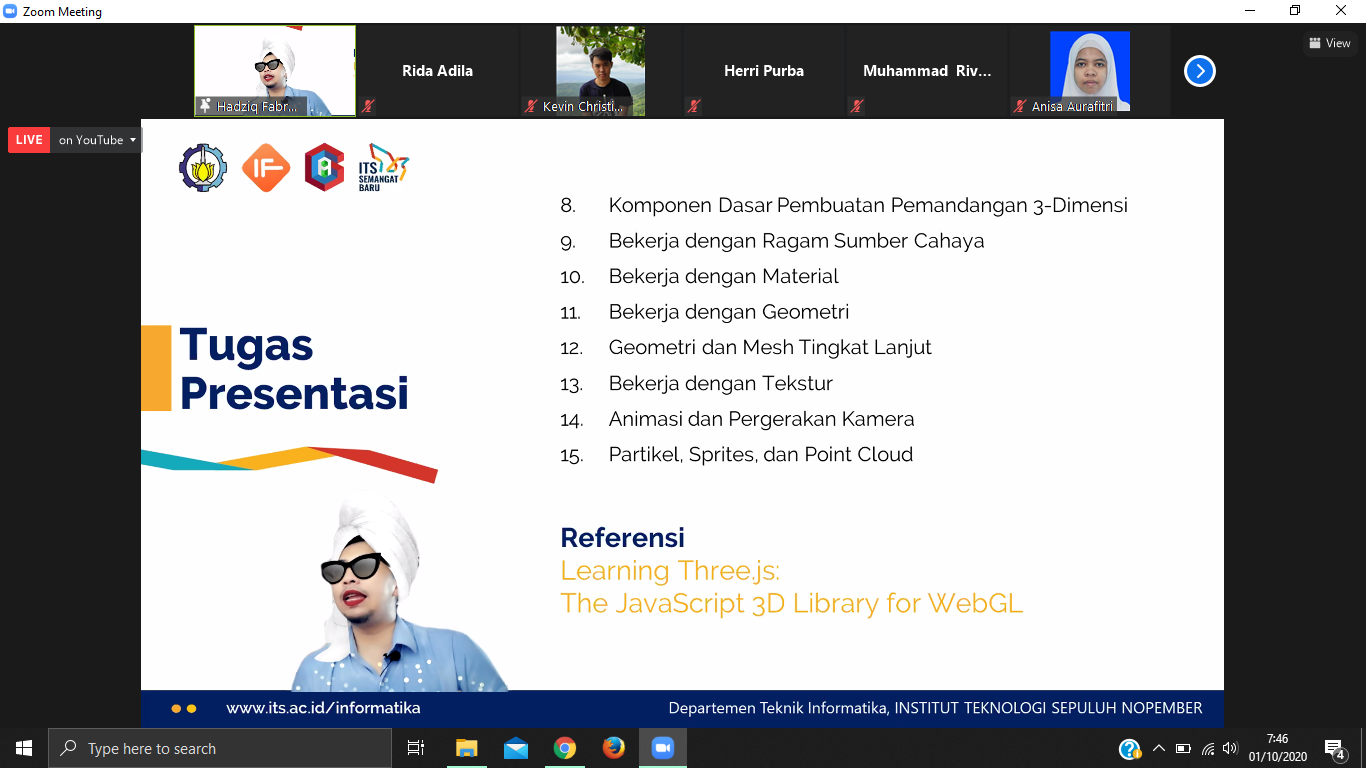 Zoom Meeting
View
Hadziq Fabr...
Rida Adila
Kevin Christi...
Herri Purba
Muhammad Riv...
Anisa Aurafitri
LIVE on YouTube
IF
ITS
SEMANGAT
BARU
Tugas
Presentasi
8. Komponen Dasar Pembuatan Pemandangan 3-Dimensi
9. Bekerja dengan Ragam Sumber Cahaya
10. Bekerja dengan Material
11. Bekerja dengan Geometri
12. Geometri dan Mesh Tingkat Lanjut
13. Bekerja dengan Tekstur
14. Animasi dan Pergerakan Kamera
15. Partikel, Sprites, dan Point Cloud
Referensi
Learning Three.js:
The JavaScript 3D Library for WebGL
www.its.ac.id/informatika
Departemen Teknik Informatika, INSTITUT TEKNOLOGI SEPULUH NOPEMBER
Type here to search
7:46
01/10/2020
4